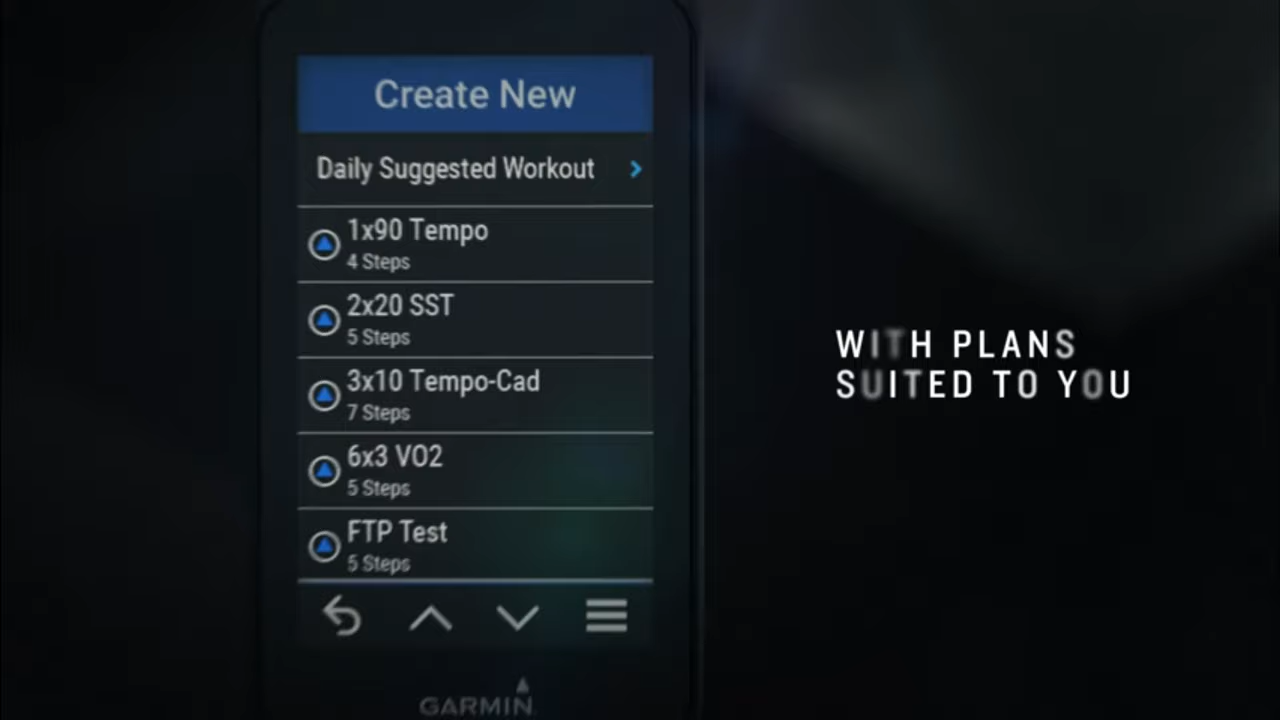 Create New
Daily Suggested Workout
1x90 Tempo
4 Steps
2x20 SST
5 Steps
3x10 Tempo-Cad
7 Steps
6x3 VO2
5 Steps
FTP Test
5 Steps
GARMIN
WITH PLANS
SUITED TO YOU